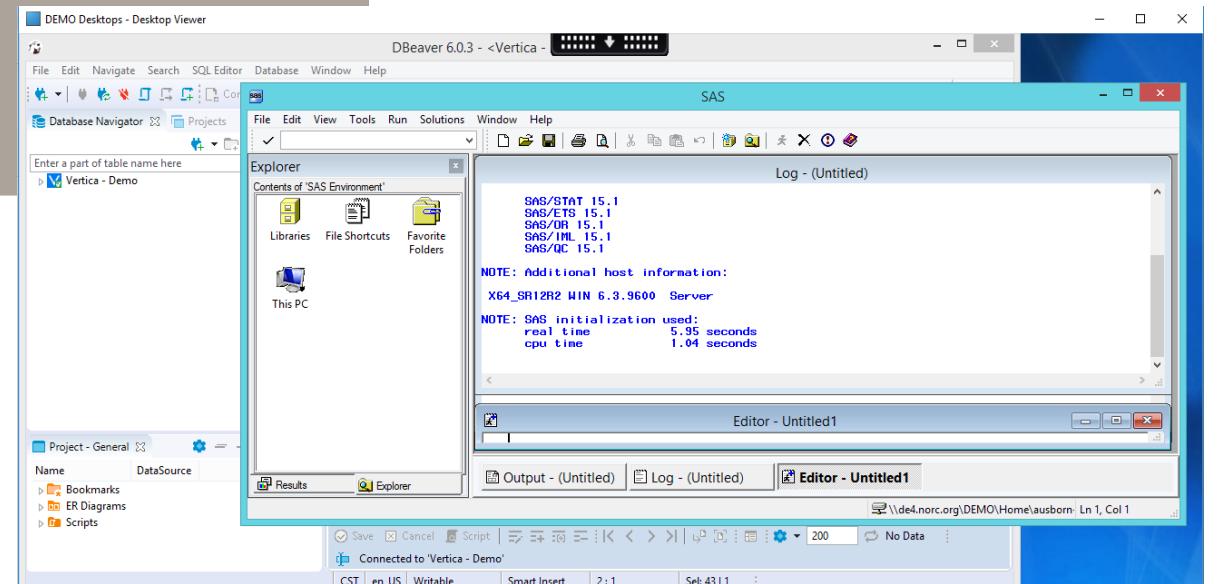 DEMO Desktops - Desktop Viewer
DBeaver 6.0.3 - <Vertica -
File Edit Navigate Search SQL Editor Database Window Help
SAS
Database Navigator Projects
File Edit View Tools Run Solutions Window Help
Enter a part of table name here
Vertica - Demo
Explorer
Contents of 'SAS Environment'
Libraries File Shortcuts Favorite Folders
This PC
Log - (Untitled)
SAS/STAT 15.1
SAS/ETS 15.1
SAS/OR 15.1
SAS/IML 15.1
SAS/QC 15.1
NOTE: Additional host information:
X64_SR12R2 WIN 6.3.9600 Server
NOTE: SAS initialization used:
real time 5.95 seconds
cpu time 1.04 seconds
Editor - Untitled1
Project - General
Name DataSource
Bookmarks
ER Diagrams
Scripts
Results Explorer
Output - (Untitled) Log - (Untitled) Editor - Untitled1
\\de4.norc.org\DEMO\Home\ausborn- Ln 1, Col 1
Save Cancel Script 200 No Data
Connected to 'Vertica - Demo'
CST en_US Writable Smart Insert 2 : 1 Sel: 43 | 1